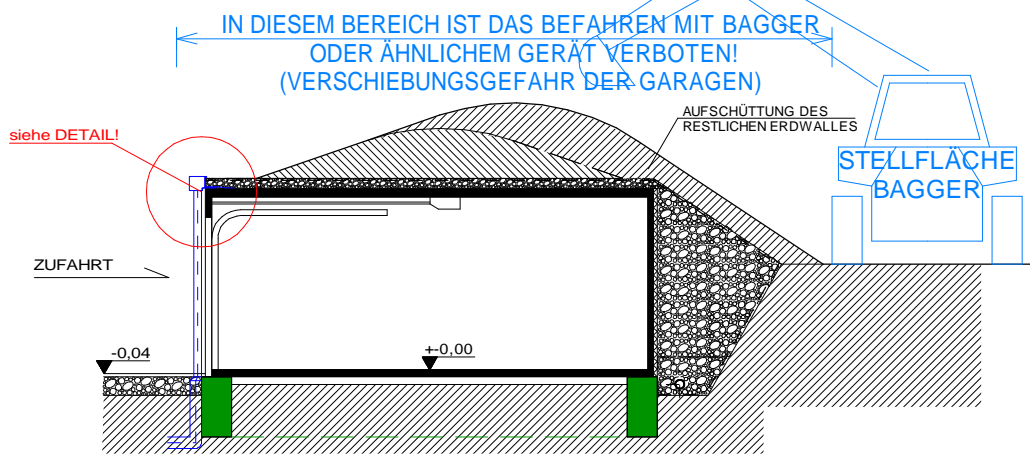 IN DIESEM BEREICH IST DAS BEFAHREN MIT BAGGER
ODER ÄHNLICHEM GERÄT VERBOTEN!
(VERSCHIEBUNGSGEFAHR DER GARAGEN)
AUFSCHÜTTUNG DES
RESTLICHEN ERDWALLES
siehe DETAIL!
STELLFLÄCHE
BAGGER
ZUFAHRT
-0,04
+-0,00